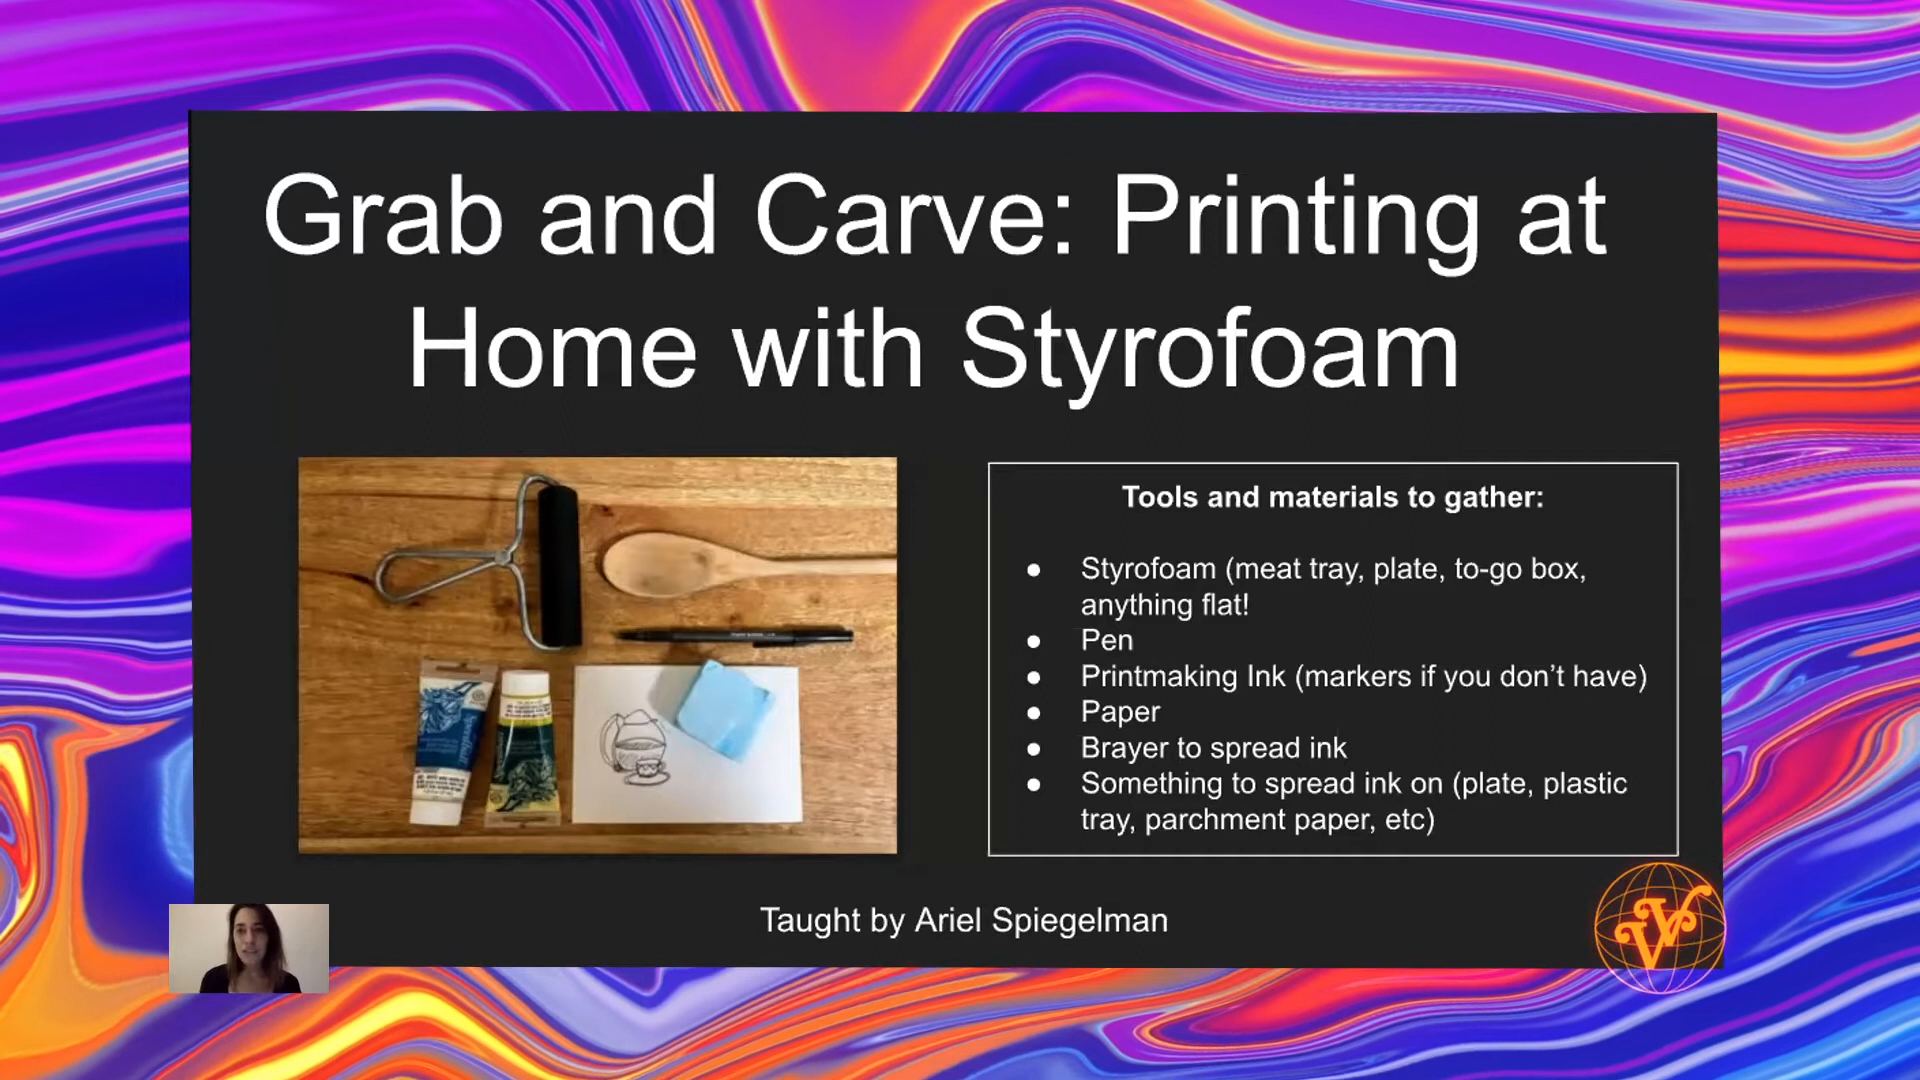 Grab and Carve: Printing at
Home with Styrofoam
Tools and materials to gather:
● Styrofoam (meat tray, plate, to-go box,
anything flat!
● Pen
● Printmaking Ink (markers if you don’t have)
● Paper
● Brayer to spread ink
● Something to spread ink on (plate, plastic
tray, parchment paper, etc)
Taught by Ariel Spiegelman